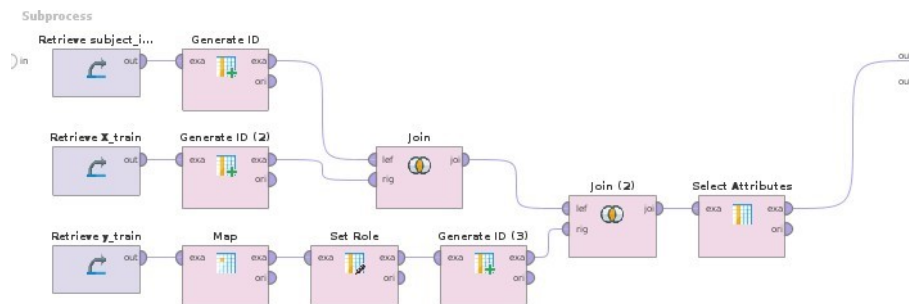 Subprocess
Retrieve subject_i...
Generate ID
in
out
exa
exa
ori
ou
ou
Retrieve X_train
Generate ID (2)
Join
out
exa
exa
ori
lef
rig
joi
Join (2)
Select Attributes
lef
rig
joi
exa
exa
ori
Retrieve y_train
Map
Set Role
Generate ID (3)
out
exa
exa
ori
exa
exa
ori
exa
exa
ori